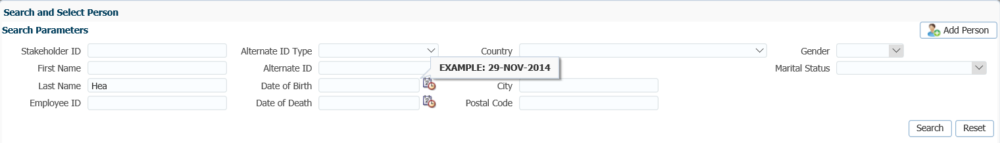 Search and Select Person
Search Parameters
Add Person
Stakeholder ID Alternate ID Type Country Gender
First Name Alternate ID EXAMPLE: 29-NOV-2014 Marital Status
Last Name Hea Date of Birth City
Employee ID Date of Death Postal Code
Search Reset